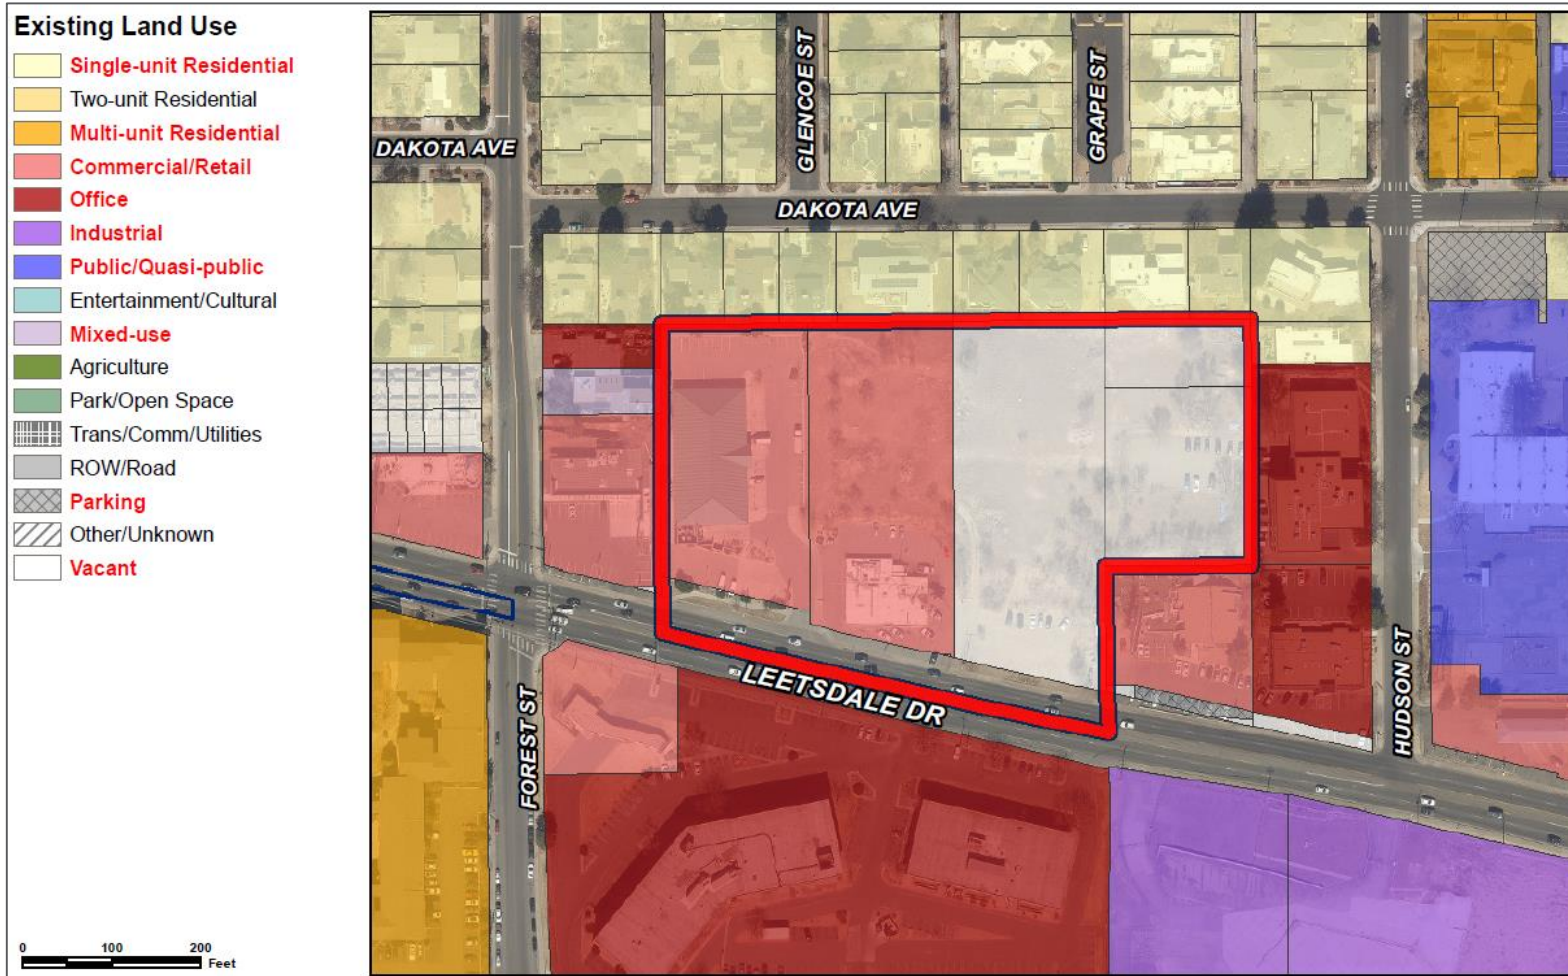 Existing Land Use
Single-unit Residential
Two-unit Residential
Multi-unit Residential
Commercial/Retail
Office
Industrial
Public/Quasi-public
Entertainment/Cultural
Mixed-use
Agriculture
Park/Open Space
Trans/Comm/Utilities
ROW/Road
Parking
Other/Unknown
Vacant
0 100 200
Feet
DAKOTA AVE
GLENCOE ST
GRAPE ST
DAKOTA AVE
LEETSDALE DR
FOREST ST
HUDSON ST